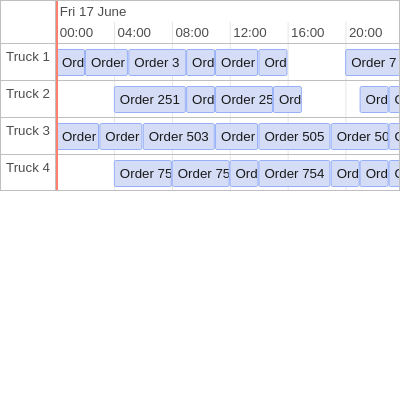 Fri 17 June
00:00 04:00 08:00 12:00 16:00 20:00
Truck 1 Ord Order Order 3 Ord Order Ord Order 7
Truck 2 Order 251 Ord Order 25 Ord Ord
Truck 3 Order Order Order 503 Order Order 505 Order 50
Truck 4 Order 75 Order 75 Ord Order 754 Ord Ord